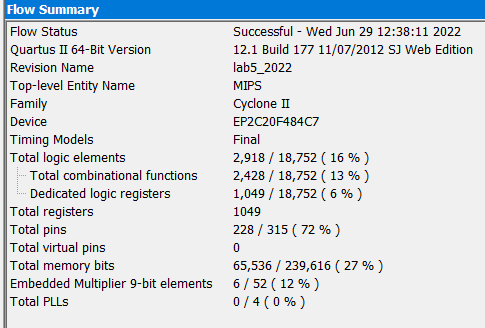 Flow Summary
Flow Status Successful - Wed Jun 29 12:38:11 2022
Quartus II 64-Bit Version 12.1 Build 177 11/07/2012 SJ Web Edition
Revision Name lab5_2022
Top-level Entity Name MIPS
Family Cyclone II
Device EP2C20F484C7
Timing Models Final
Total logic elements 2,918 / 18,752 ( 16 % )
Total combinational functions 2,428 / 18,752 ( 13 % )
Dedicated logic registers 1,049 / 18,752 ( 6 % )
Total registers 1049
Total pins 228 / 315 ( 72 % )
Total virtual pins 0
Total memory bits 65,536 / 239,616 ( 27 % )
Embedded Multiplier 9-bit elements 6 / 52 ( 12 % )
Total PLLs 0 / 4 ( 0 % )